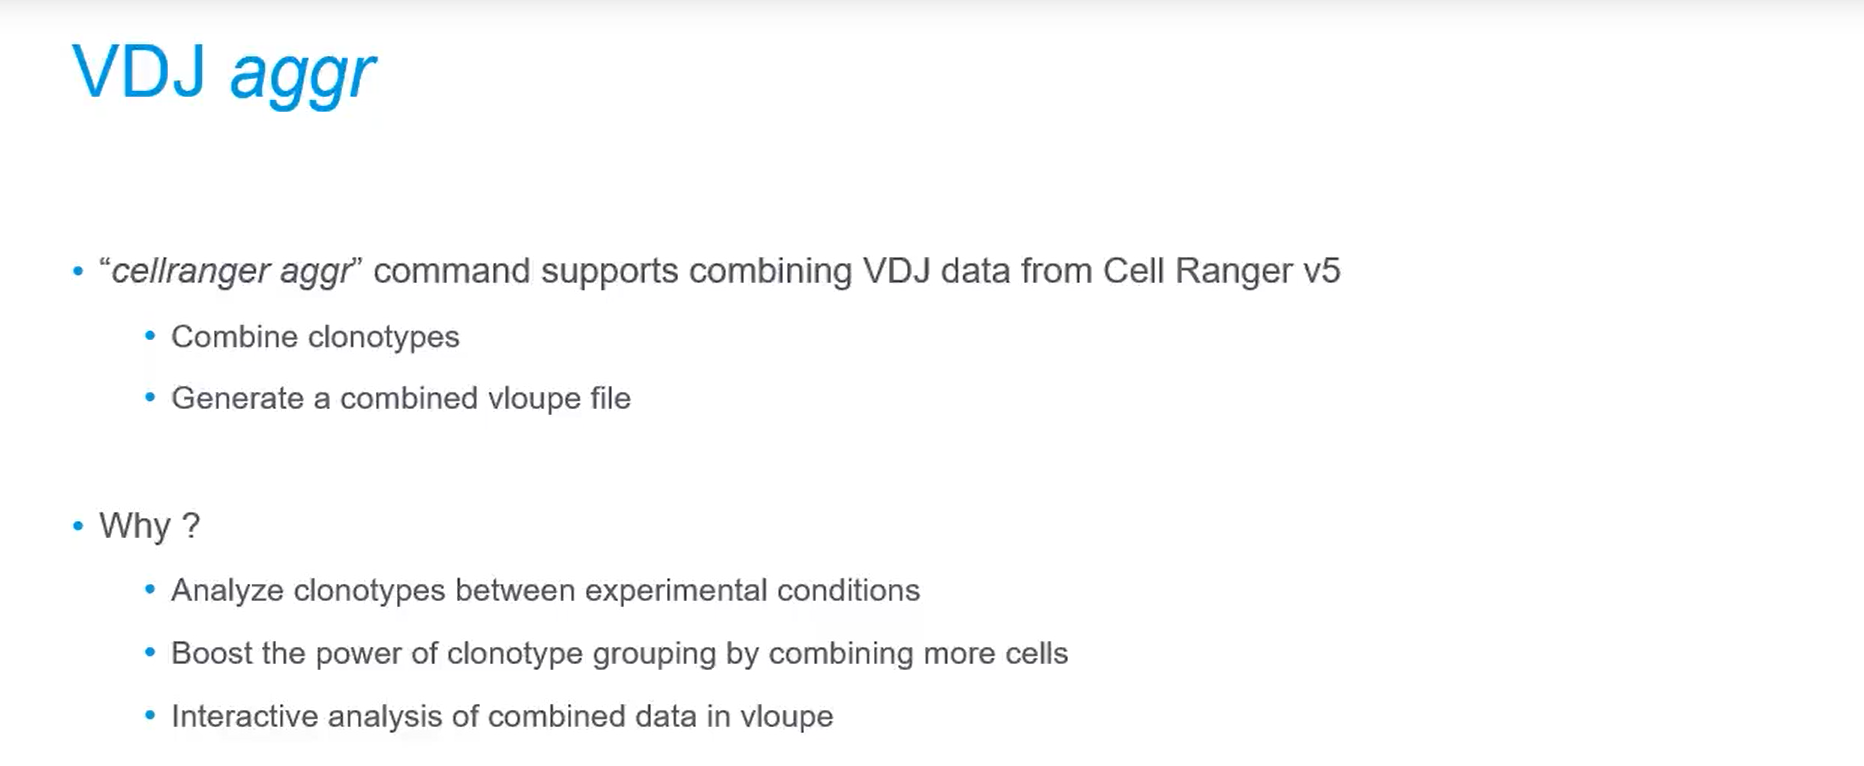 VDJ aggr
• “cellranger aggr” command supports combining VDJ data from Cell Ranger v5
• Combine clonotypes
• Generate a combined vloupe file
• Why ?
• Analyze clonotypes between experimental conditions
• Boost the power of clonotype grouping by combining more cells
• Interactive analysis of combined data in vloupe